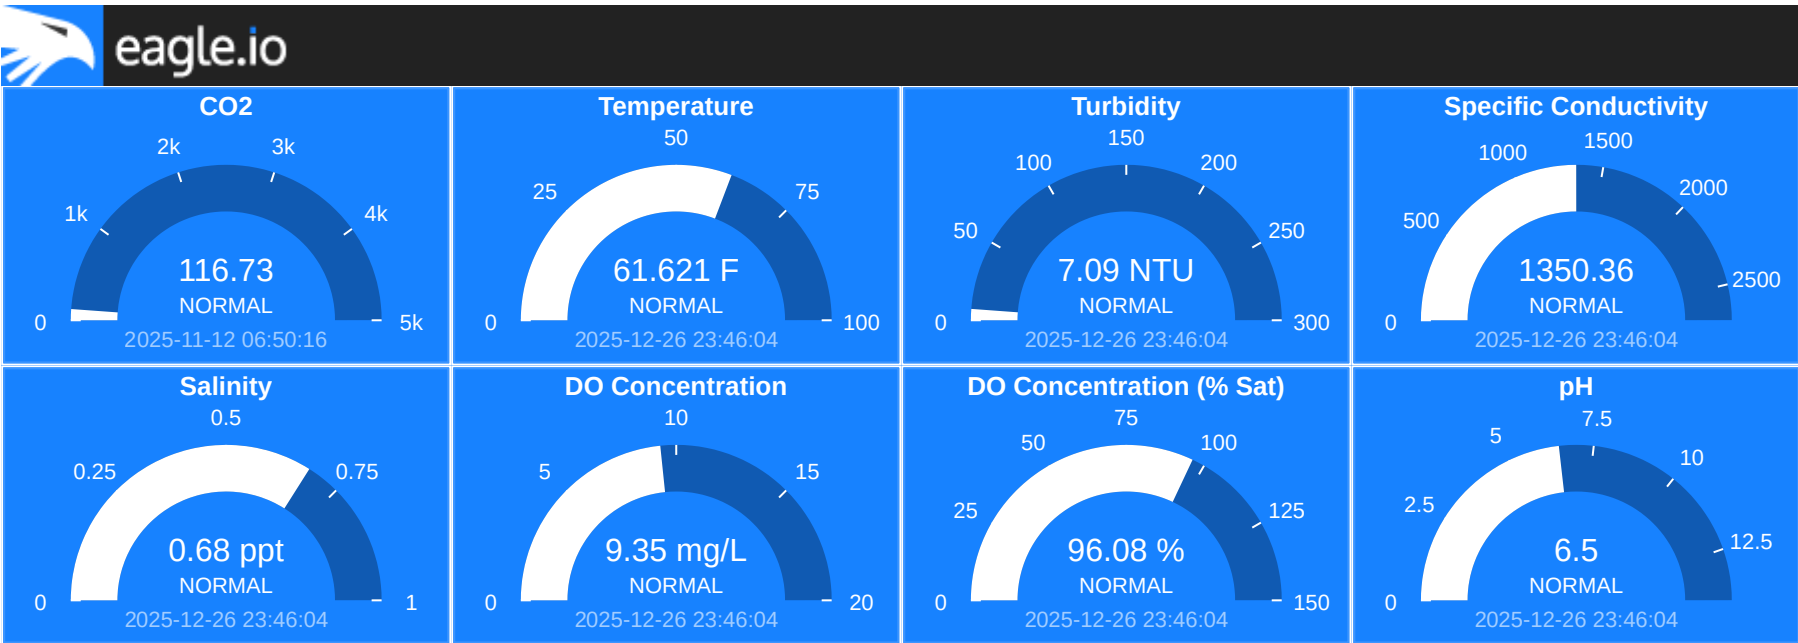 eagle.io
CO2
2k
3k
1k
4k
116.73
NORMAL
0
5k
2025-11-12 06:50:16
Temperature
50
25
75
61.621 F
NORMAL
0
100
2025-12-26 23:46:04
Turbidity
150
100
200
50
250
7.09 NTU
NORMAL
0
300
2025-12-26 23:46:04
Specific Conductivity
1500
1000
2000
500
1350.36
2500
NORMAL
0
2025-12-26 23:46:04
Salinity
0.5
0.25
0.75
0.68 ppt
NORMAL
0
1
2025-12-26 23:46:04
DO Concentration
10
5
15
9.35 mg/L
NORMAL
0
20
2025-12-26 23:46:04
DO Concentration (% Sat)
75
50
100
25
125
96.08 %
NORMAL
0
150
2025-12-26 23:46:04
pH
7.5
5
10
2.5
12.5
6.5
NORMAL
0
2025-12-26 23:46:04